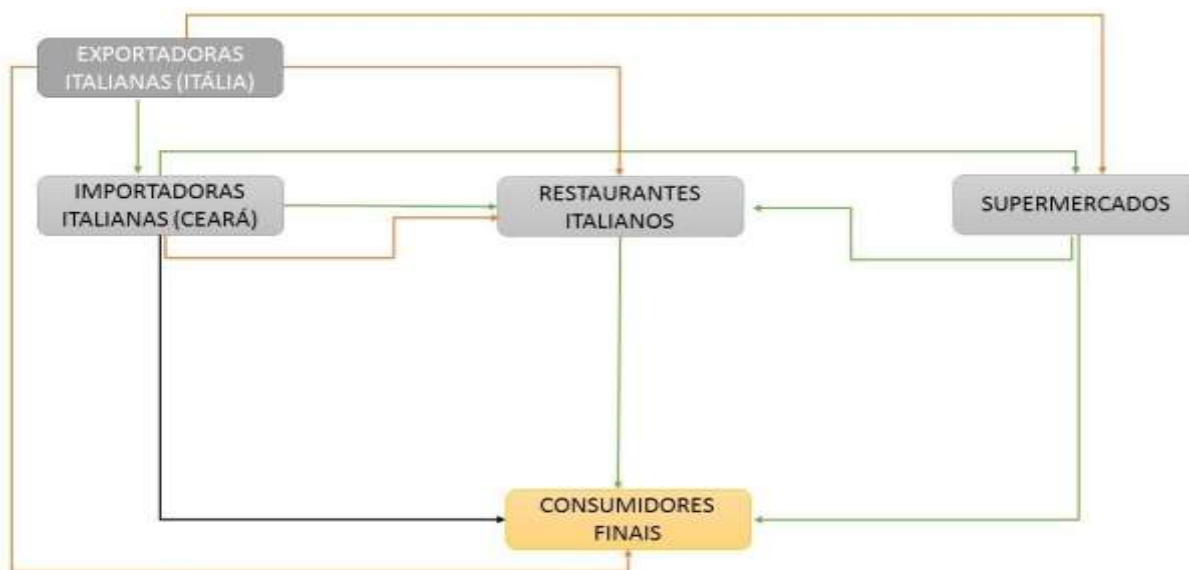 EXPORTADORAS
ITALIANAS (ITÁLIA)
IMPORTADORAS
ITALIANAS (CEARÁ)
RESTAURANTES
ITALIANOS
SUPERMERCADOS
CONSUMIDORES
FINAIS